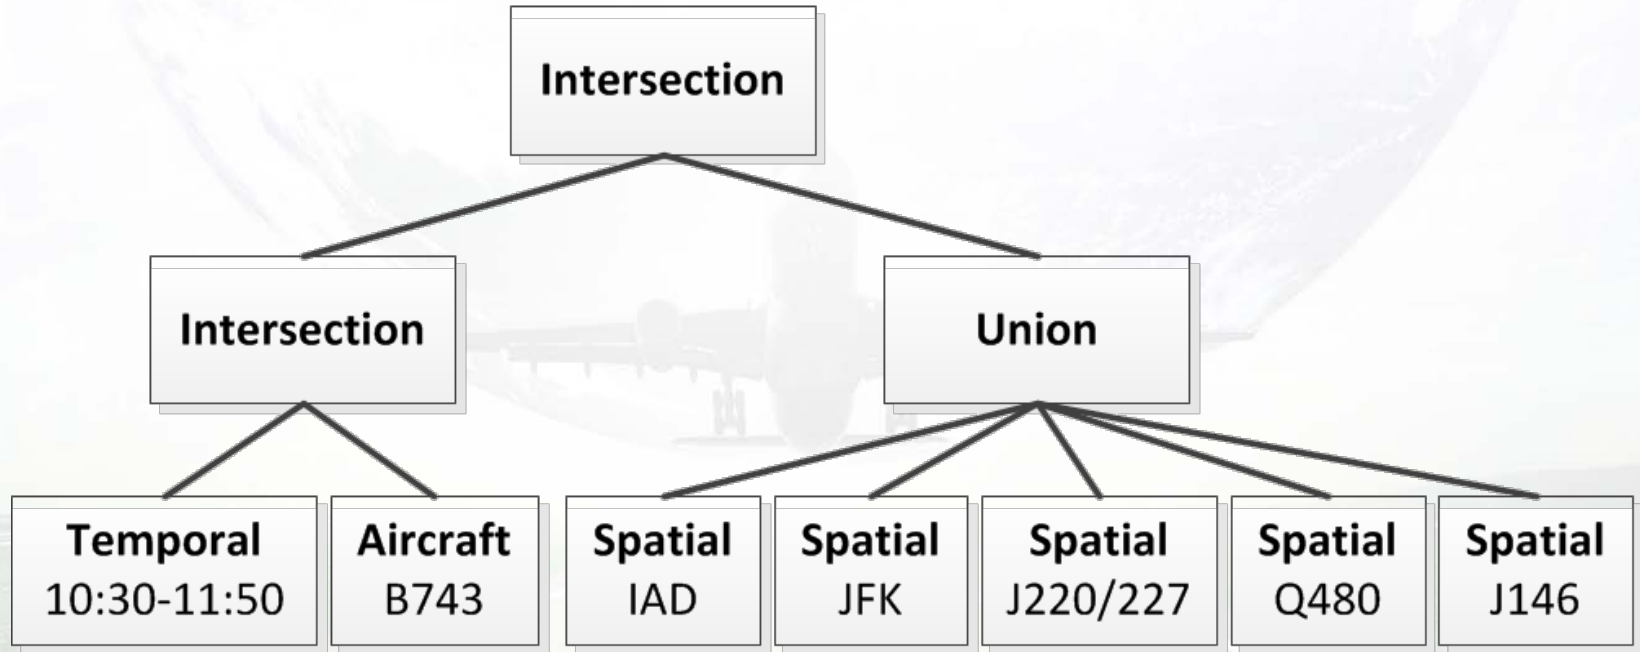 Intersection
Intersection
Union
Temporal
10:30-11:50
Aircraft
B743
Spatial
IAD
Spatial
JFK
Spatial
J220/227
Spatial
Q480
Spatial
J146